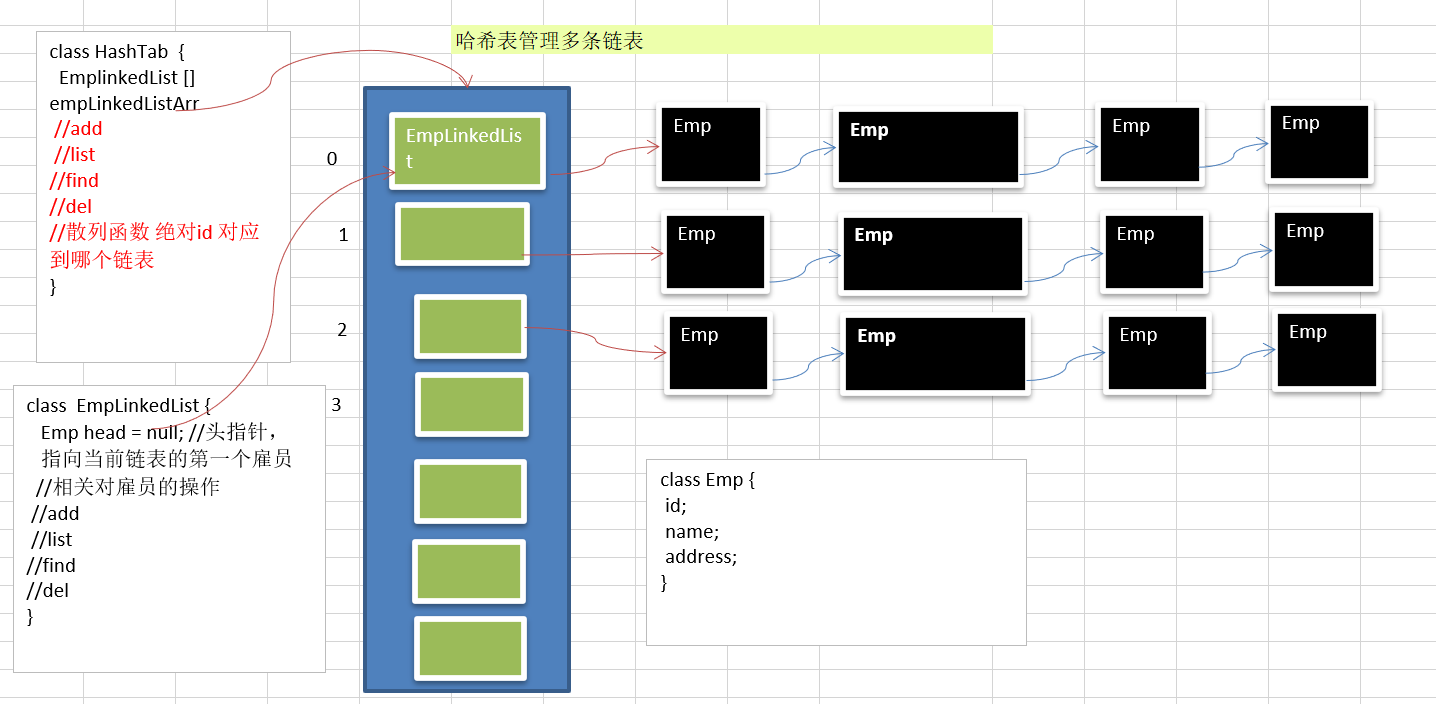 哈希表管理多条链表
class HashTab  {
EmplinkedList []
empLinkedListArr
//add
//list
//find
//del
//散列函数 绝对id 对应
到哪个链表
}
class  EmpLinkedList {
Emp head = null; //头指针，
指向当前链表的第一个雇员
//相关对雇员的操作
//add
//list
//find
//del
}
0
1
2
3
EmpLinkedLis
t
Emp
Emp
Emp
Emp
Emp
Emp
Emp
Emp
Emp
Emp
Emp
Emp
class Emp {
id;
name;
address;
}